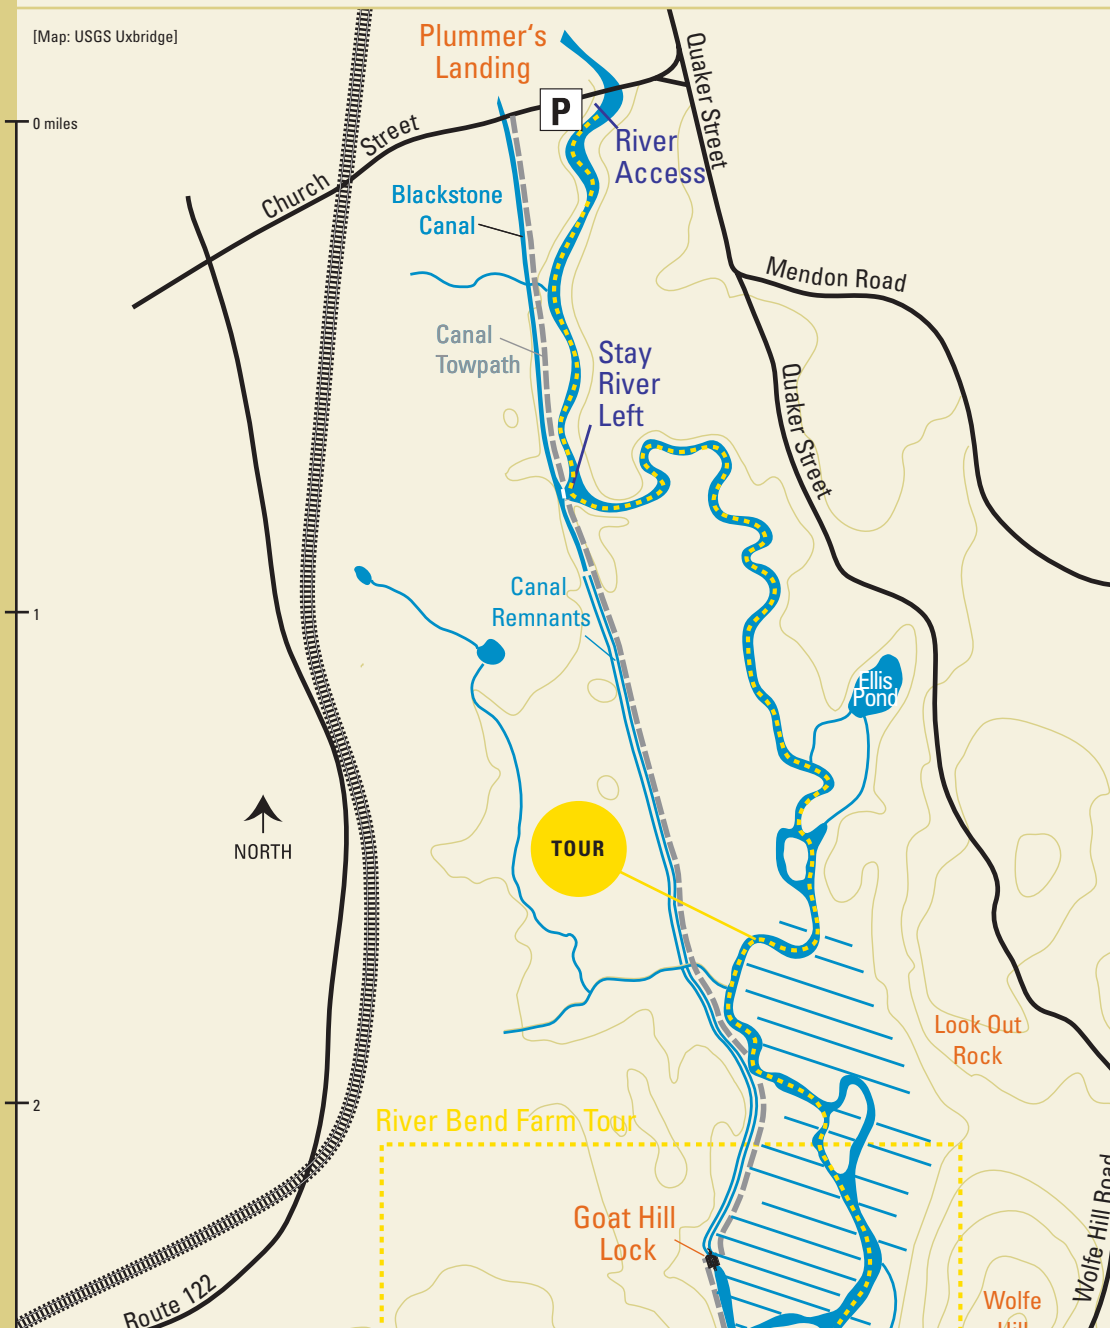 [Map: USGS Uxbridge]
Plummer‘s
Landing
Quaker Street
P
0 miles
Church Street
River
Access
Blackstone
Canal
Mendon Road
Canal
Towpath
Stay
River
Left
Quaker Street
Canal
Remnants
1
Ellis
Pond
TOUR
NORTH
Look Out
Rock
2
River Bend Farm Tour
Goat Hill
Lock
Wolfe Hill Road
Route 122
Wolfe
Hill